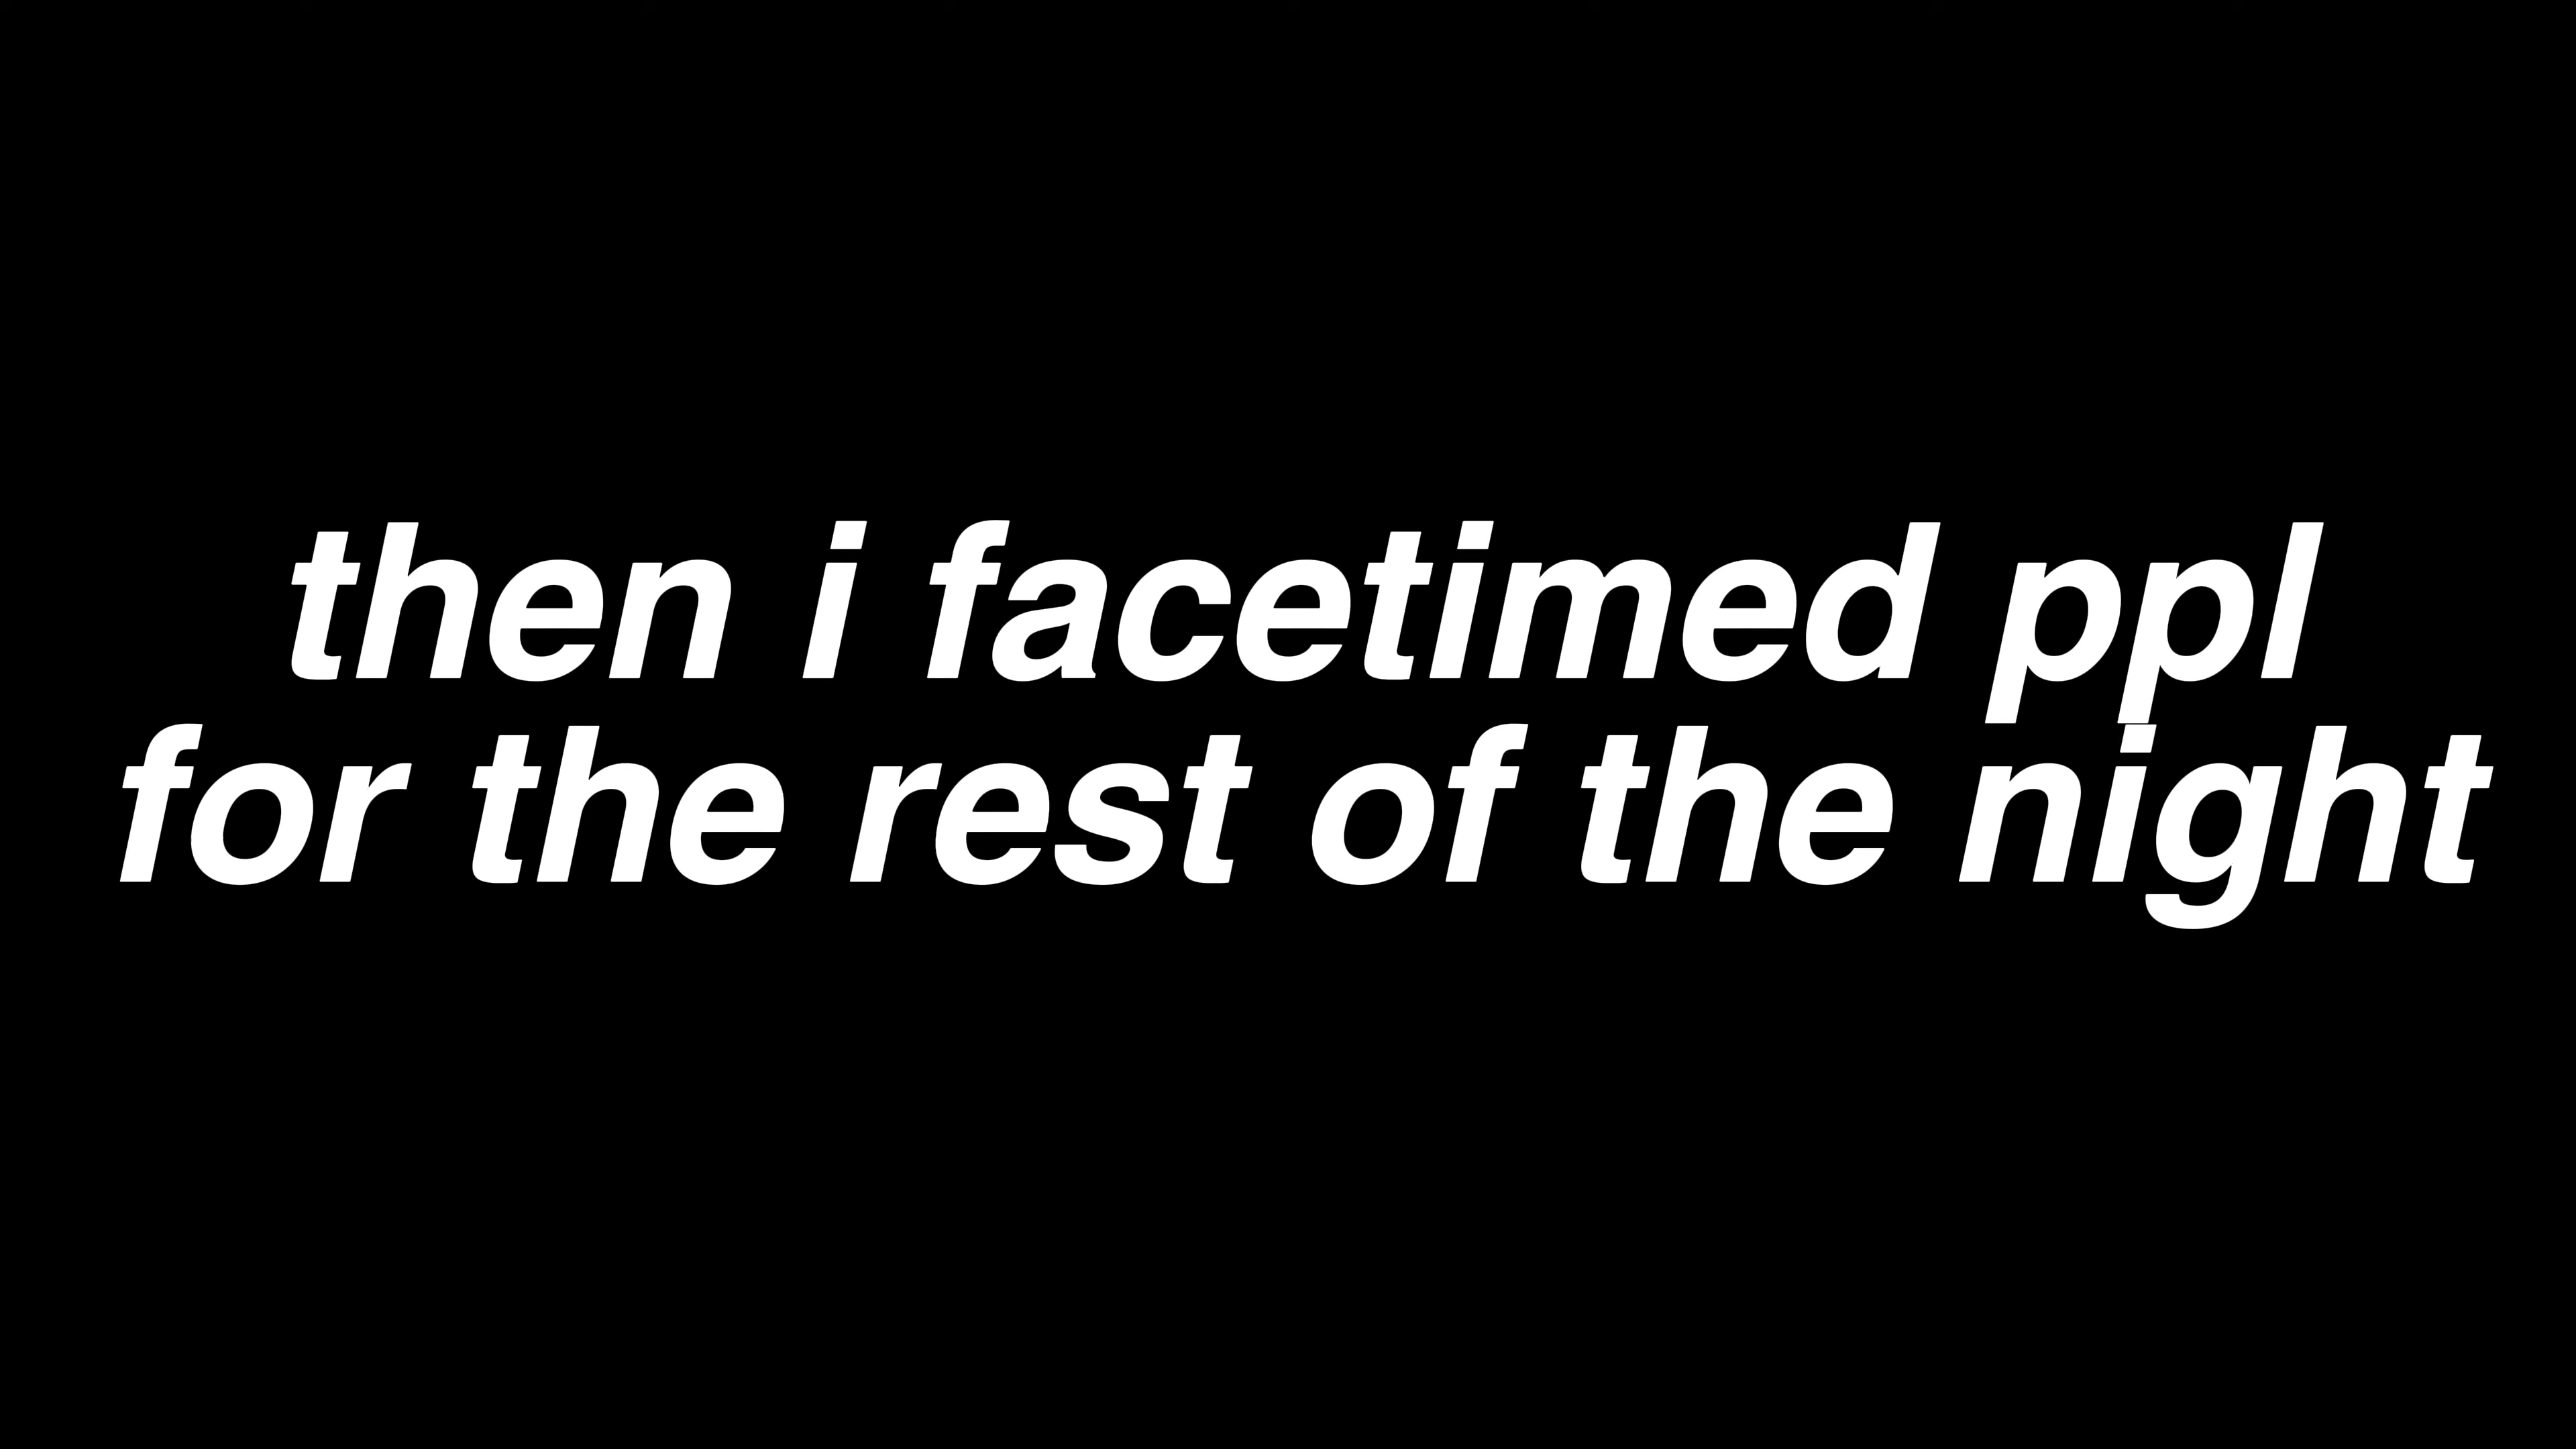 then i facetimed ppl
for the rest of the night